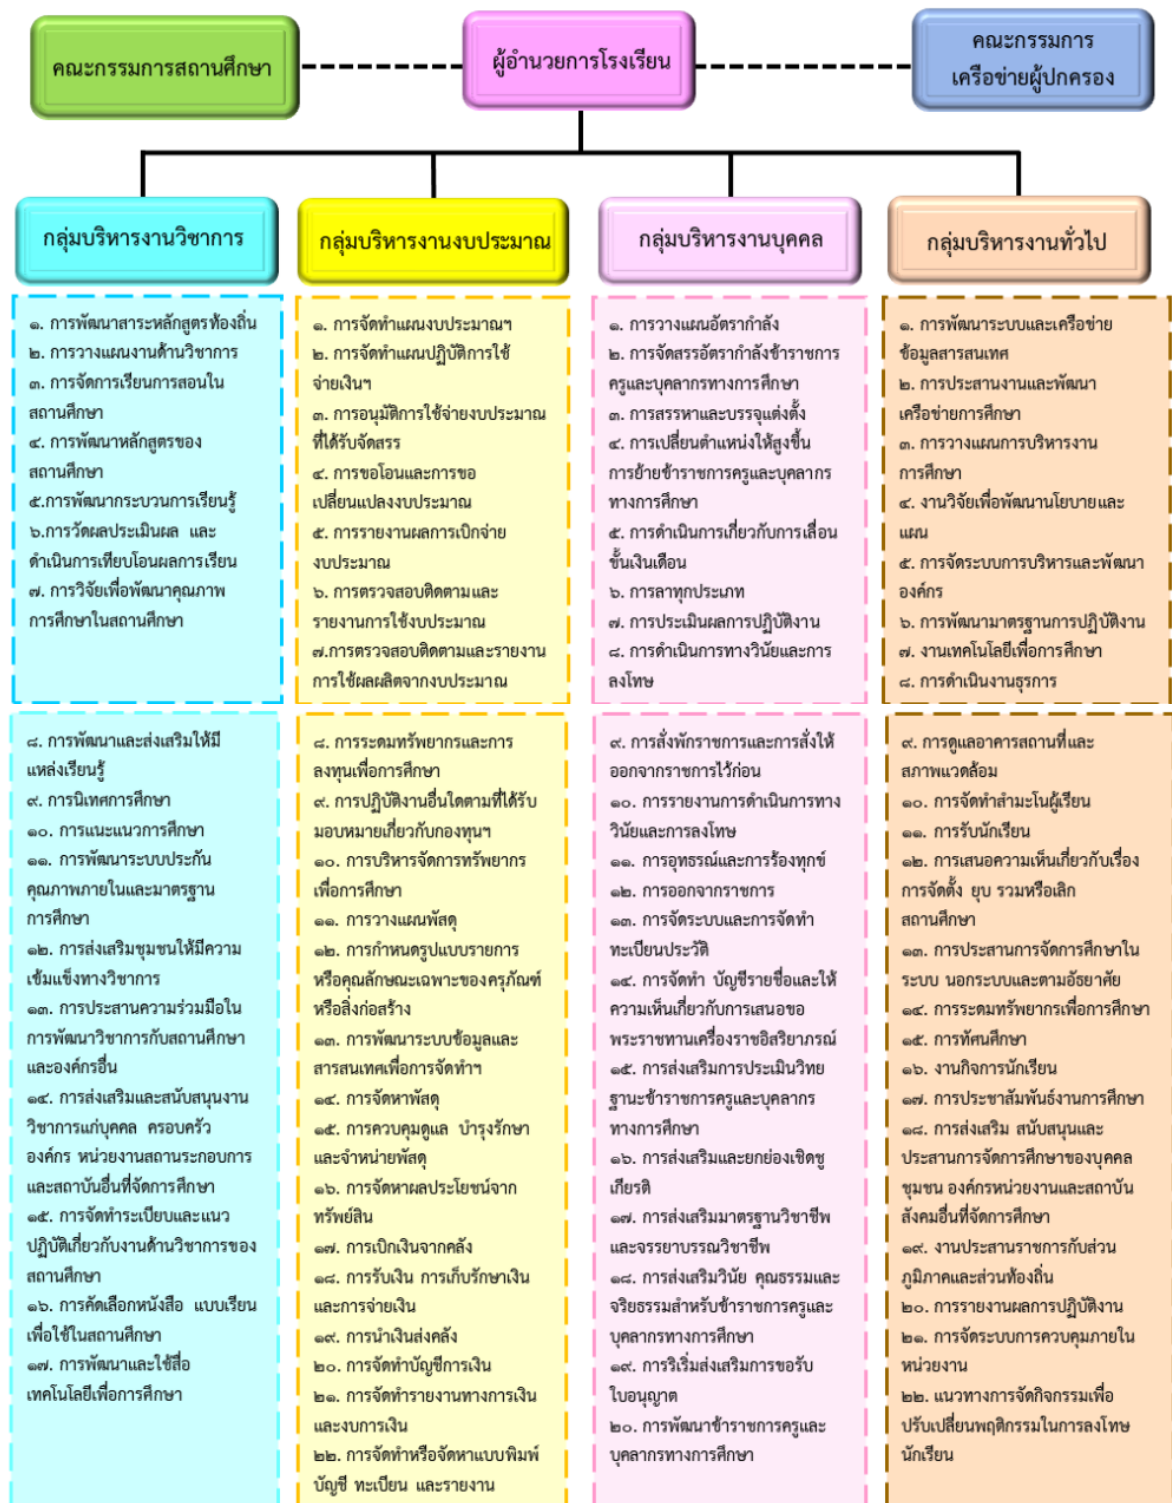 คณะกรรมการสถานศึกษา
ผู้อำนวยการโรงเรียน
คณะกรรมการ
เครือข่ายผู้ปกครอง
กลุ่มบริหารงานวิชาการ
กลุ่มบริหารงานงบประมาณ
กลุ่มบริหารงานบุคคล
กลุ่มบริหารงานทั่วไป
๑. การพัฒนาสาระหลักสูตรท้องถิ่น
๒. การวางแผนงานด้านวิชาการ
๓. การจัดการเรียนการสอนใน
สถานศึกษา
๔. การพัฒนาหลักสูตรของ
สถานศึกษา
๕.การพัฒนากระบวนการเรียนรู้
๖.การวัดผลประเมินผล และ
ดำเนินการเทียบโอนผลการเรียน
๗. การวิจัยเพื่อพัฒนาคุณภาพ
การศึกษาในสถานศึกษา
๑. การจัดทำแผนงบประมาณฯ
๒. การจัดทำแผนปฏิบัติการใช้
จ่ายเงินฯ
๓. การอนุมัติการใช้จ่ายงบประมาณ
ที่ได้รับจัดสรร
๔. การขอโอนและการขอ
เปลี่ยนแปลงงบประมาณ
๕. การรายงานผลการเบิกจ่าย
งบประมาณ
๖. การตรวจสอบติดตามและ
รายงานการใช้งบประมาณ
๗.การตรวจสอบติดตามและรายงาน
การใช้ผลผลิตจากงบประมาณ
๑. การวางแผนอัตรากำลัง
๒. การจัดสรรอัตรากำลังข้าราชการ
ครูและบุคลากรทางการศึกษา
๓. การสรรหาและบรรจุแต่งตั้ง
๔. การเปลี่ยนตำแหน่งให้สูงขึ้น
การย้ายข้าราชการครูและบุคลากร
ทางการศึกษา
๕. การดำเนินการเกี่ยวกับการเลื่อน
ขั้นเงินเดือน
๖. การลาทุกประเภท
๗. การประเมินผลการปฏิบัติงาน
๘. การดำเนินการทางวินัยและการ
ลงโทษ
๑. การพัฒนาระบบและเครือข่าย
ข้อมูลสารสนเทศ
๒. การประสานงานและพัฒนา
เครือข่ายการศึกษา
๓. การวางแผนการบริหารงาน
การศึกษา
๔. งานวิจัยเพื่อพัฒนานโยบายและ
แผน
๕. การจัดระบบการบริหารและพัฒนา
องค์กร
๖. การพัฒนามาตรฐานการปฏิบัติงาน
๗. งานเทคโนโลยีเพื่อการศึกษา
๘. การดำเนินงานธุรการ
๘. การพัฒนาและส่งเสริมให้มี
แหล่งเรียนรู้
๙. การนิเทศการศึกษา
๑๐. การแนะแนวการศึกษา
๑๑. การพัฒนาระบบประกัน
คุณภาพภายในและมาตรฐาน
การศึกษา
๑๒. การส่งเสริมชุมชนให้มีความ
เข้มแข็งทางวิชาการ
๑๓. การประสานความร่วมมือใน
การพัฒนาวิชาการกับสถานศึกษา
และองค์กรอื่น
๑๔. การส่งเสริมและสนับสนุนงาน
วิชาการแก่บุคคล ครอบครัว
องค์กร หน่วยงานสถานระกอบการ
และสถาบันอื่นที่จัดการศึกษา
๑๕. การจัดทำระเบียบและแนว
ปฏิบัติเกี่ยวกับงานด้านวิชาการของ
สถานศึกษา
๑๖. การคัดเลือกหนังสือ แบบเรียน
เพื่อใช้ในสถานศึกษา
๑๗. การพัฒนาและใช้สื่อ
เทคโนโลยีเพื่อการศึกษา
๘. การระดมทรัพยากรและการ
ลงทุนเพื่อการศึกษา
๙. การปฏิบัติงานอื่นใดตามที่ได้รับ
มอบหมายเกี่ยวกับกองทุนฯ
๑๐. การบริหารจัดการทรัพยากร
เพื่อการศึกษา
๑๑. การวางแผนพัสดุ
๑๒. การกำหนดรูปแบบรายการ
หรือคุณลักษณะเฉพาะของครุภัณฑ์
หรือสิ่งก่อสร้าง
๑๓. การพัฒนาระบบข้อมูลและ
สารสนเทศเพื่อการจัดทำฯ
๑๔. การจัดหาพัสดุ
๑๕. การควบคุมดูแล บำรุงรักษา
และจำหน่ายพัสดุ
๑๖. การจัดหาผลประโยชน์จาก
ทรัพย์สิน
๑๗. การเบิกเงินจากคลัง
๑๘. การรับเงิน การเก็บรักษาเงิน
และการจ่ายเงิน
๑๙. การนำเงินส่งคลัง
๒๐. การจัดทำบัญชีการเงิน
๒๑. การจัดทำรายงานทางการเงิน
และงบการเงิน
๒๒. การจัดทำหรือจัดหาแบบพิมพ์
บัญชี ทะเบียน และรายงาน
๙. การสั่งพักราชการและการสั่งให้
ออกจากราชการไว้ก่อน
๑๐. การรายงานการดำเนินการทาง
วินัยและการลงโทษ
๑๑. การอุทธรณ์และการร้องทุกข์
๑๒. การออกจากราชการ
๑๓. การจัดระบบและการจัดทำ
ทะเบียนประวัติ
๑๔. การจัดทำ บัญชีรายชื่อและให้
ความเห็นเกี่ยวกับการเสนอขอ
พระราชทานเครื่องราชอิสริยาภรณ์
๑๕. การส่งเสริมการประเมินวิทย
ฐานะข้าราชการครูและบุคลากร
ทางการศึกษา
๑๖. การส่งเสริมและยกย่องเชิดชู
เกียรติ
๑๗. การส่งเสริมมาตรฐานวิชาชีพ
และจรรยาบรรณวิชาชีพ
๑๘. การส่งเสริมวินัย คุณธรรมและ
จริยธรรมสำหรับข้าราชการครูและ
บุคลากรทางการศึกษา
๑๙. การริเริ่มส่งเสริมการขอรับ
ใบอนุญาต
๒๐. การพัฒนาข้าราชการครูและ
บุคลากรทางการศึกษา
๙. การดูแลอาคารสถานที่และ
สภาพแวดล้อม
๑๐. การจัดทำสำมะโนผู้เรียน
๑๑. การรับนักเรียน
๑๒. การเสนอความเห็นเกี่ยวกับเรื่อง
การจัดตั้ง ยุบ รวมหรือเลิก
สถานศึกษา
๑๓. การประสานการจัดการศึกษาใน
ระบบ นอกระบบและตามอัธยาศัย
๑๔. การระดมทรัพยากรเพื่อการศึกษา
๑๕. การทัศนศึกษา
๑๖. งานกิจการนักเรียน
๑๗. การประชาสัมพันธ์งานการศึกษา
๑๘. การส่งเสริม สนับสนุนและ
ประสานการจัดการศึกษาของบุคคล
ชุมชน องค์กรหน่วยงานและสถาบัน
สังคมอื่นที่จัดการศึกษา
๑๙. งานประสานราชการกับส่วน
ภูมิภาคและส่วนท้องถิ่น
๒๐. การรายงานผลการปฏิบัติงาน
๒๑. การจัดระบบการควบคุมภายใน
หน่วยงาน
๒๒. แนวทางการจัดกิจกรรมเพื่อ
ปรับเปลี่ยนพฤติกรรมในการลงโทษ
นักเรียน